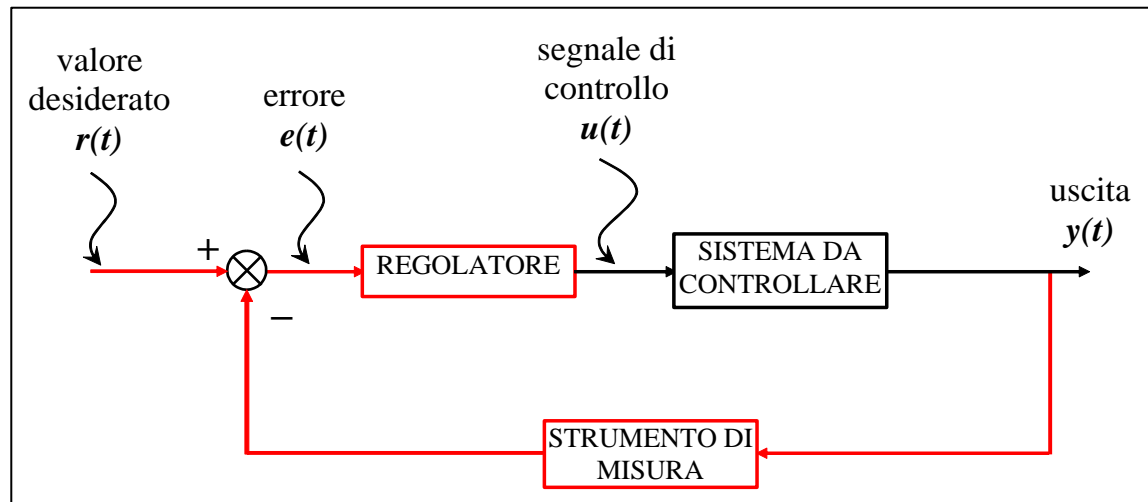 valore
desiderato
r(t)
errore
e(t)
segnale di
controllo
u(t)
uscita
y(t)
+
−
REGOLATORE
SISTEMA DA
CONTROLLARE
STRUMENTO DI
MISURA